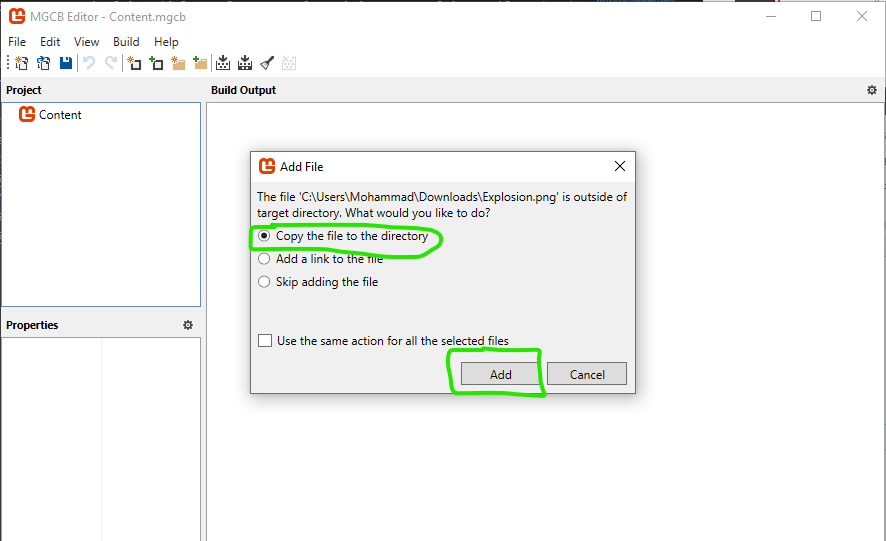 MGCB Editor - Content.mgcb
File Edit View Build Help
Project
Build Output
Content
Add File
The file 'C:\Users\Mohammad\Downloads\Explosion.png' is outside of
target directory. What would you like to do?
Copy the file to the directory
Add a link to the file
Skip adding the file
Properties
Use the same action for all the selected files
Add Cancel